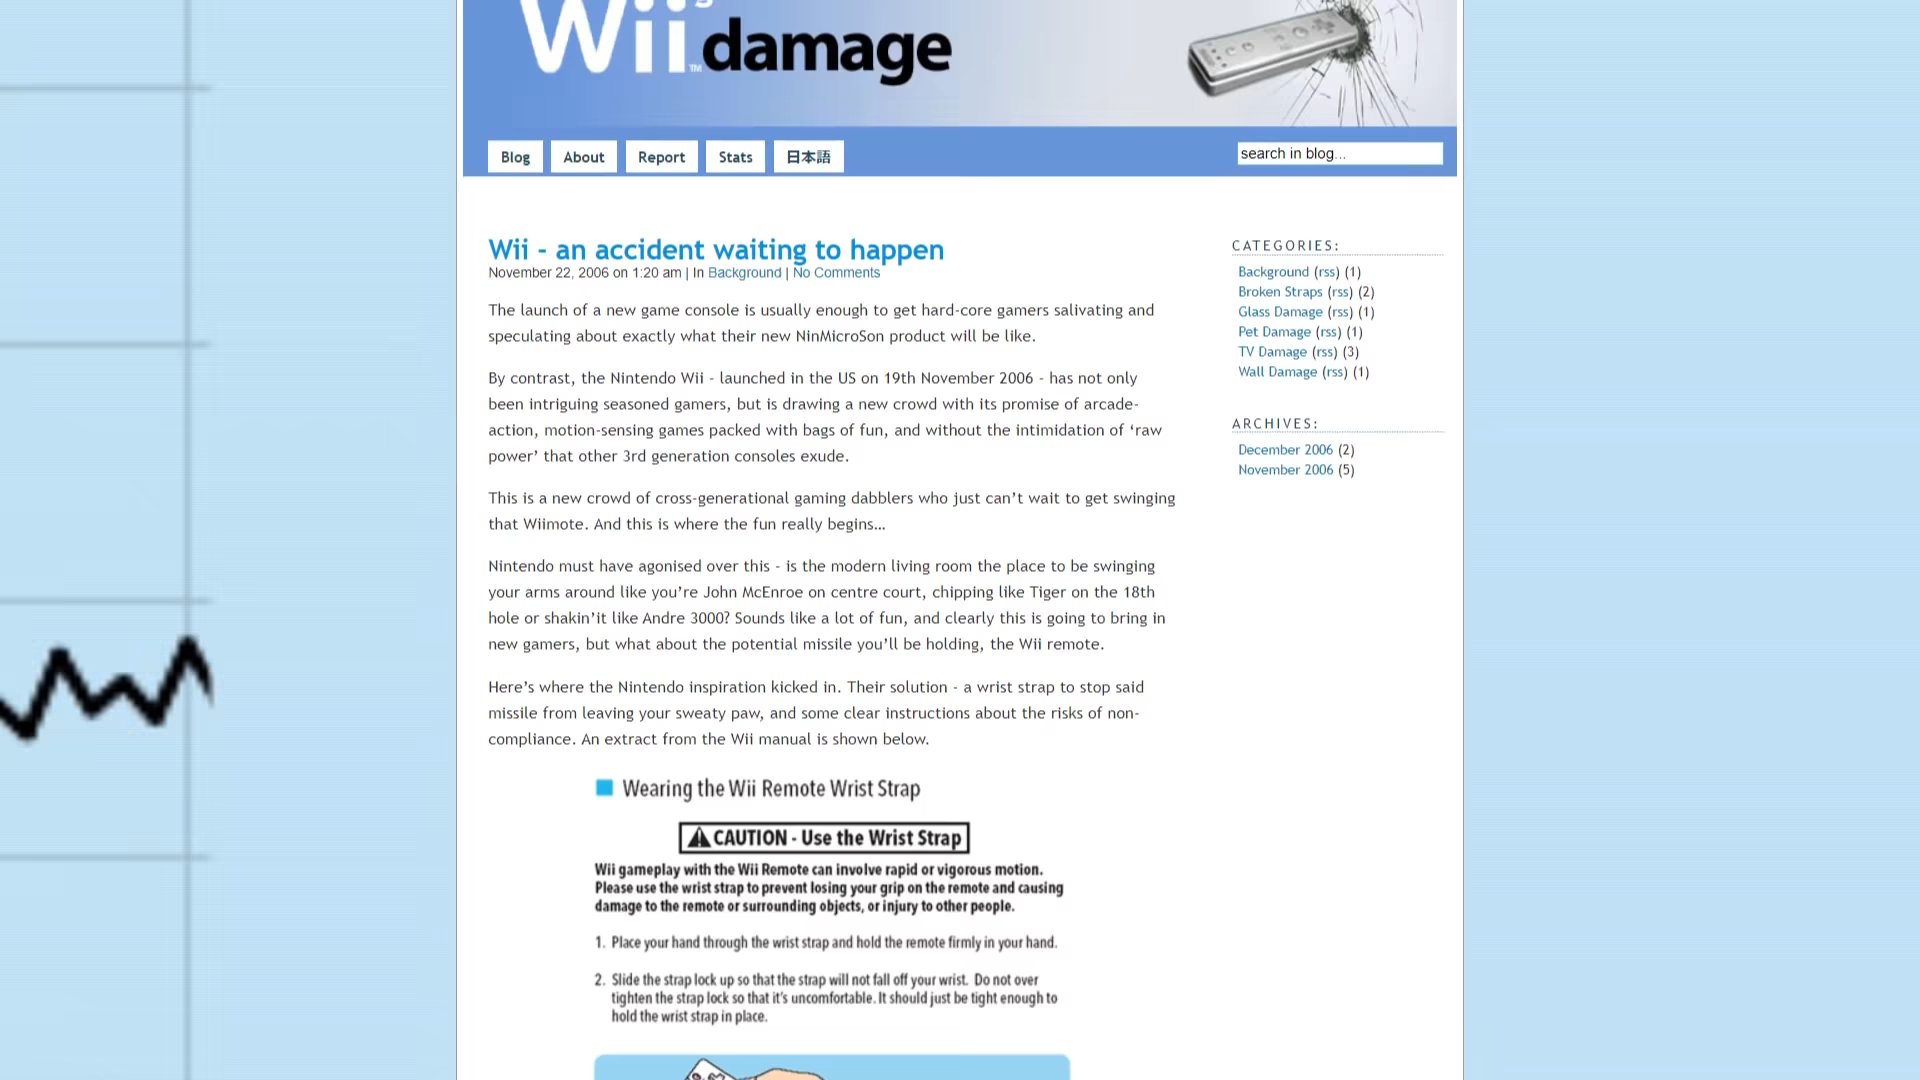 Wii™damage
Blog About Report Stats 日本語
search in blog...
Wii - an accident waiting to happen
November 22, 2006 on 1:20 am | In Background | No Comments
The launch of a new game console is usually enough to get hard-core gamers salivating and
speculating about exactly what their new NinMicroSon product will be like.
By contrast, the Nintendo Wii - launched in the US on 19th November 2006 - has not only
been intriguing seasoned gamers, but is drawing a new crowd with its promise of arcade-
action, motion-sensing games packed with bags of fun, and without the intimidation of ‘raw
power’ that other 3rd generation consoles exude.
This is a new crowd of cross-generational gaming dabblers who just can’t wait to get swinging
that Wiimote. And this is where the fun really begins…
Nintendo must have agonised over this - is the modern living room the place to be swinging
your arms around like you’re John McEnroe on centre court, chipping like Tiger on the 18th
hole or shakin’it like Andre 3000? Sounds like a lot of fun, and clearly this is going to bring in
new gamers, but what about the potential missile you’ll be holding, the Wii remote.
Here’s where the Nintendo inspiration kicked in. Their solution - a wrist strap to stop said
missile from leaving your sweaty paw, and some clear instructions about the risks of non-
compliance. An extract from the Wii manual is shown below.
Wearing the Wii Remote Wrist Strap
CAUTION - Use the Wrist Strap
Wii gameplay with the Wii Remote can involve rapid or vigorous motion.
Please use the wrist strap to prevent losing your grip on the remote and causing
damage to the remote or surrounding objects, or injury to other people.
1. Place your hand through the wrist strap and hold the remote firmly in your hand.
2. Slide the strap lock up so that the strap will not fall off your wrist. Do not over
tighten the strap lock so that it's uncomfortable. It should just be tight enough to
hold the wrist strap in place.
CATEGORIES:
Background (rss) (1)
Broken Straps (rss) (2)
Glass Damage (rss) (1)
Pet Damage (rss) (1)
TV Damage (rss) (3)
Wall Damage (rss) (1)
ARCHIVES:
December 2006 (2)
November 2006 (5)